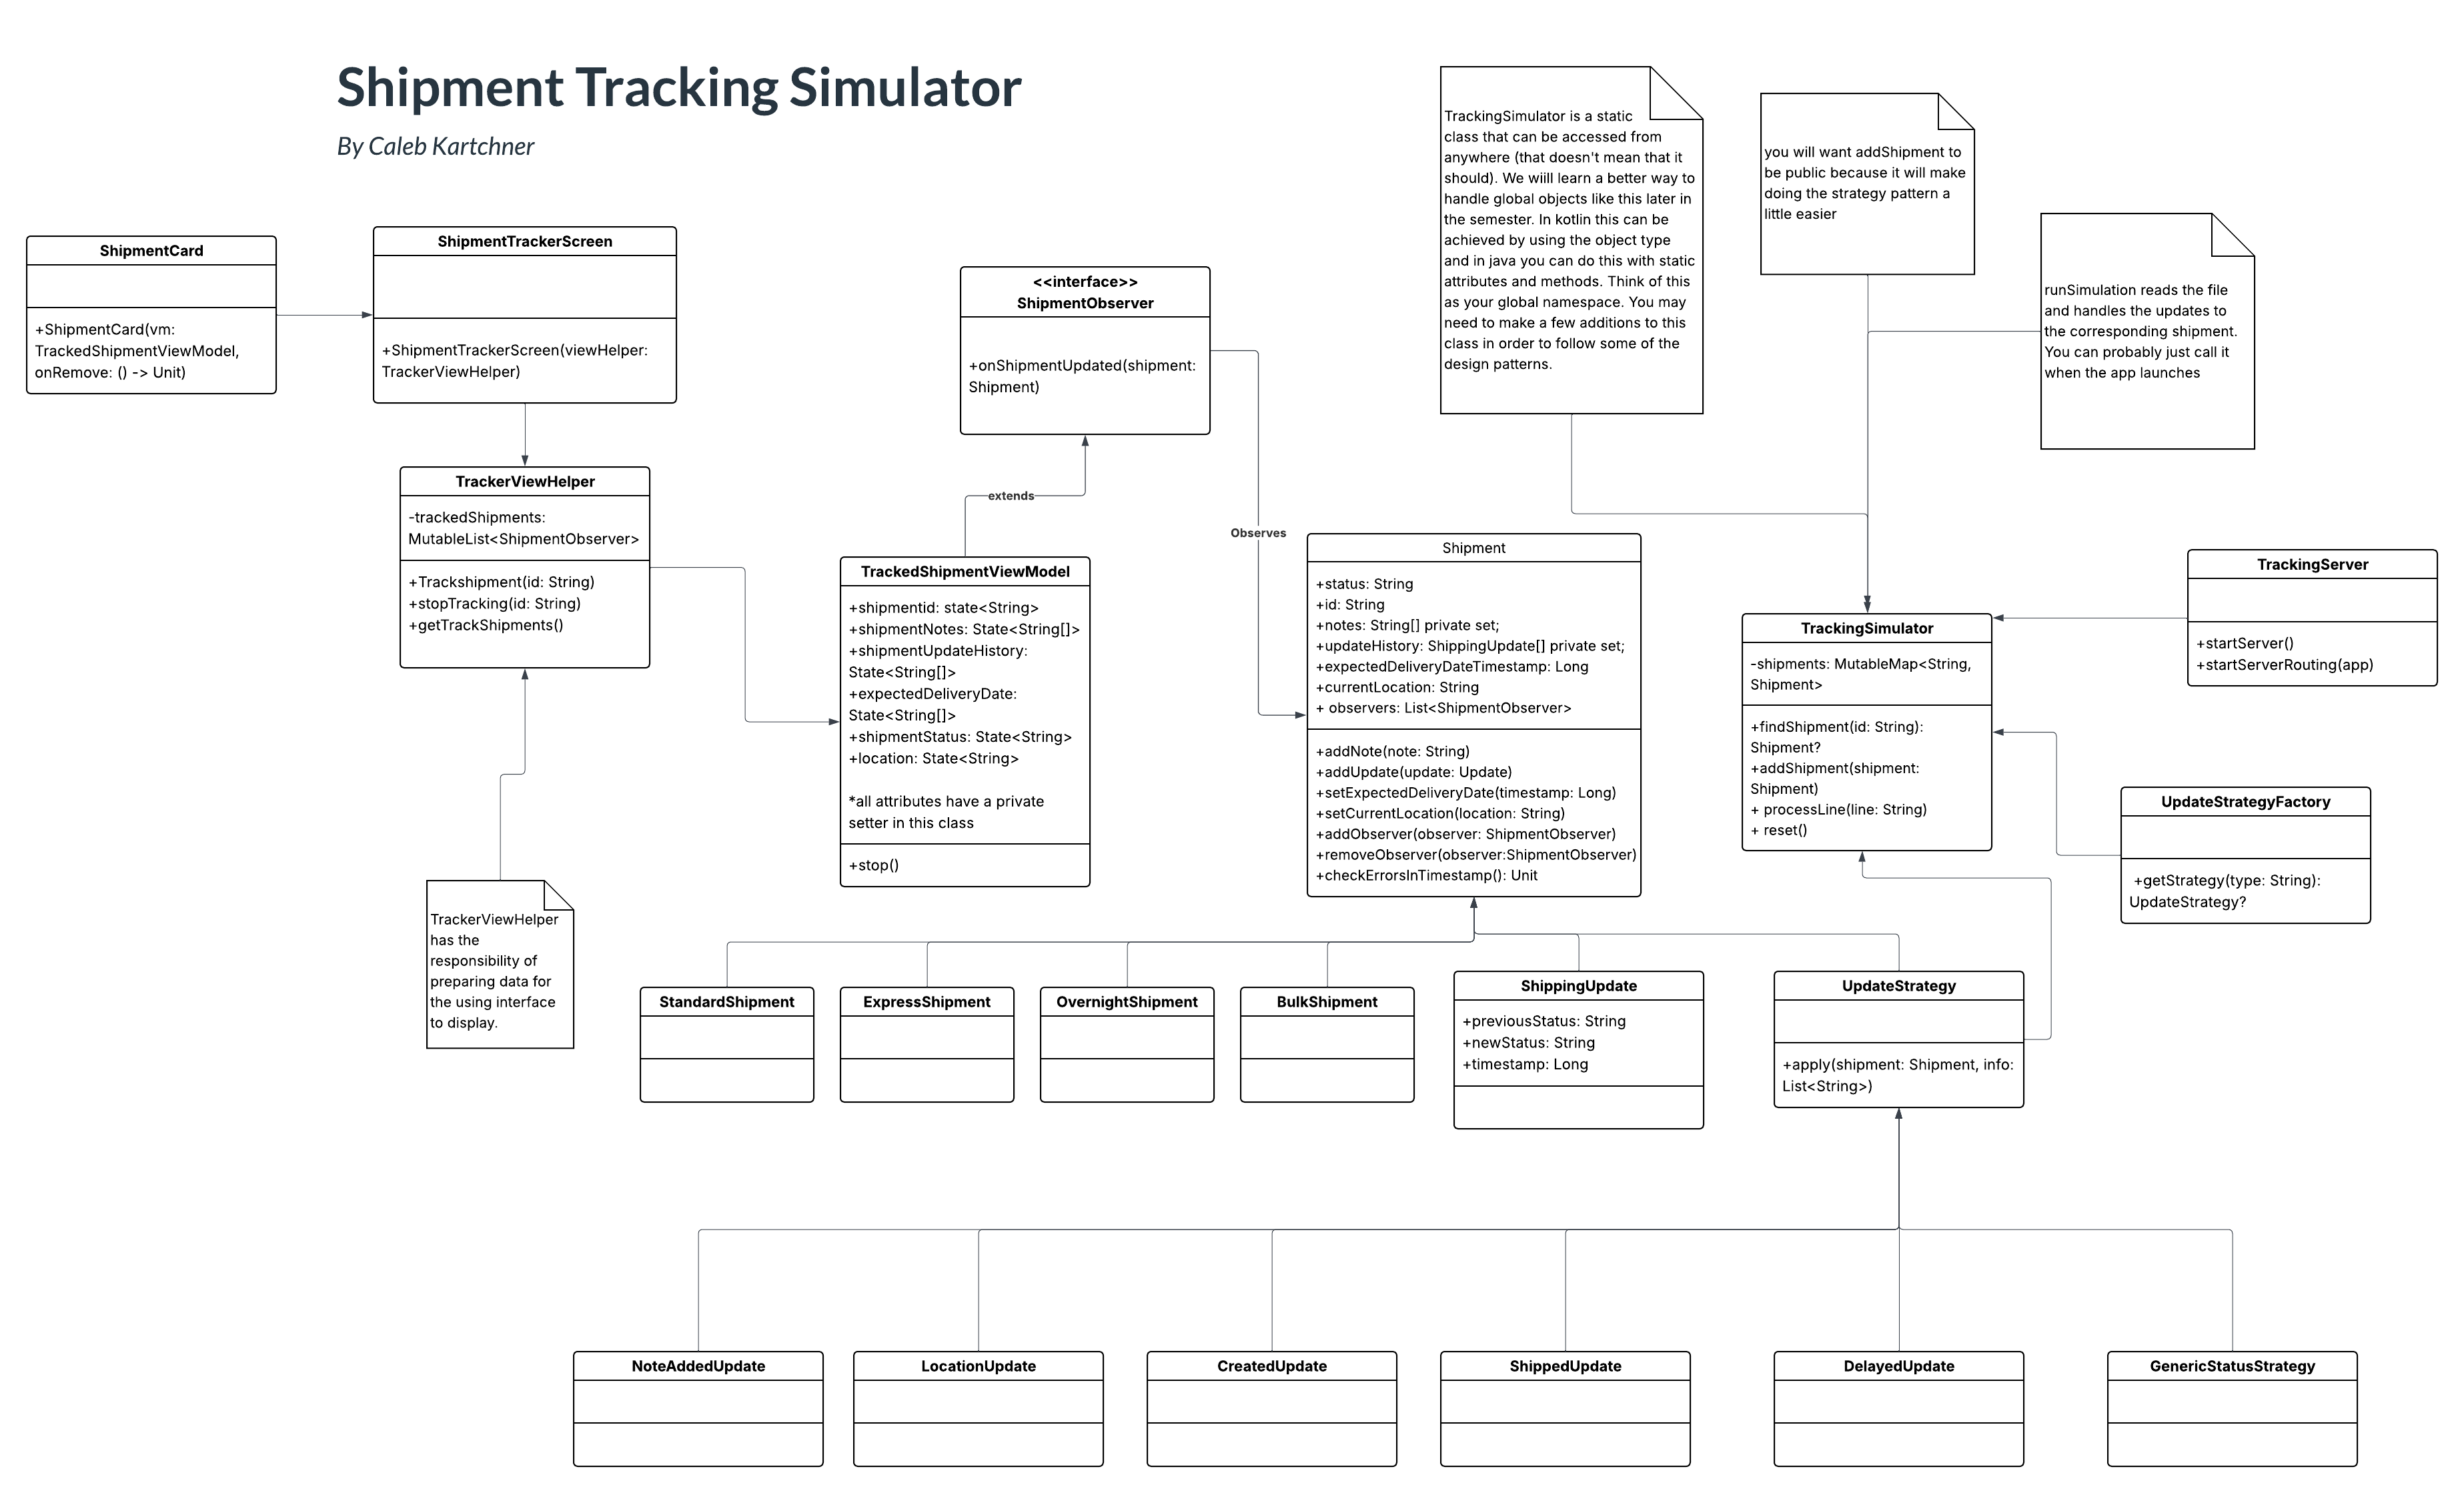 Shipment Tracking Simulator
By Caleb Kartchner
TrackingSimulator is a static
class that can be accessed from
anywhere (that doesn't mean that it
should). We wiill learn a better way to
handle global objects like this later in
the semester. In kotlin this can be
achieved by using the object type
and in java you can do this with static
attributes and methods. Think of this
as your global namespace. You may
need to make a few additions to this
class in order to follow some of the
design patterns.
you will want addShipment to
be public because it will make
doing the strategy pattern a
little easier
runSimulation reads the file
and handles the updates to
the corresponding shipment.
You can probably just call it
when the app launches
ShipmentCard
+ShipmentCard(vm:
TrackedShipmentViewModel,
onRemove: () -> Unit)
ShipmentTrackerScreen
+ShipmentTrackerScreen(viewHelper:
TrackerViewHelper)
<<interface>>
ShipmentObserver
+onShipmentUpdated(shipment:
Shipment)
TrackerViewHelper
-trackedShipments:
MutableList<ShipmentObserver>
+Trackshipment(id: String)
+stopTracking(id: String)
+getTrackShipments()
extends
Observes
TrackedShipmentViewModel
+shipmentid: state<String>
+shipmentNotes: State<String[]>
+shipmentUpdateHistory:
State<String[]>
+expectedDeliveryDate:
State<String[]>
+shipmentStatus: State<String>
+location: State<String>
*all attributes have a private
setter in this class
+stop()
Shipment
+status: String
+id: String
+notes: String[] private set;
+updateHistory: ShippingUpdate[] private set;
+expectedDeliveryDateTimestamp: Long
+currentLocation: String
+ observers: List<ShipmentObserver>
+addNote(note: String)
+addUpdate(update: Update)
+setExpectedDeliveryDate(timestamp: Long)
+setCurrentLocation(location: String)
+addObserver(observer: ShipmentObserver)
+removeObserver(observer:ShipmentObserver)
+checkErrorsInTimestamp(): Unit
TrackingSimulator
-shipments: MutableMap<String,
Shipment>
+findShipment(id: String):
Shipment?
+addShipment(shipment:
Shipment)
+ processLine(line: String)
+ reset()
TrackingServer
+startServer()
+startServerRouting(app)
UpdateStrategyFactory
+getStrategy(type: String):
UpdateStrategy?
TrackerViewHelper
has the
responsibility of
preparing data for
the using interface
to display.
StandardShipment
ExpressShipment
OvernightShipment
BulkShipment
ShippingUpdate
+previousStatus: String
+newStatus: String
+timestamp: Long
UpdateStrategy
+apply(shipment: Shipment, info:
List<String>)
NoteAddedUpdate
LocationUpdate
CreatedUpdate
ShippedUpdate
DelayedUpdate
GenericStatusStrategy